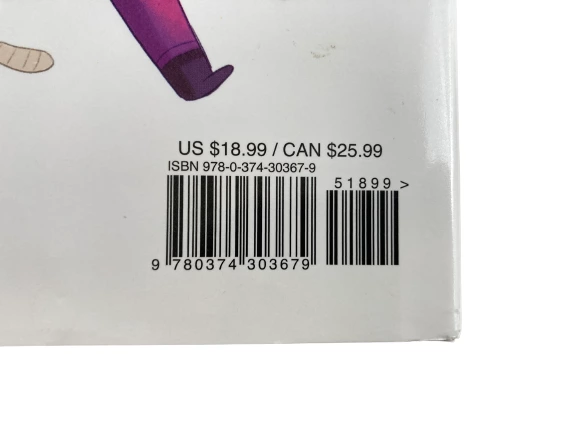 US $18.99 / CAN $25.99
ISBN 978-0-374-30367-9
51899 >
9 780374 303679